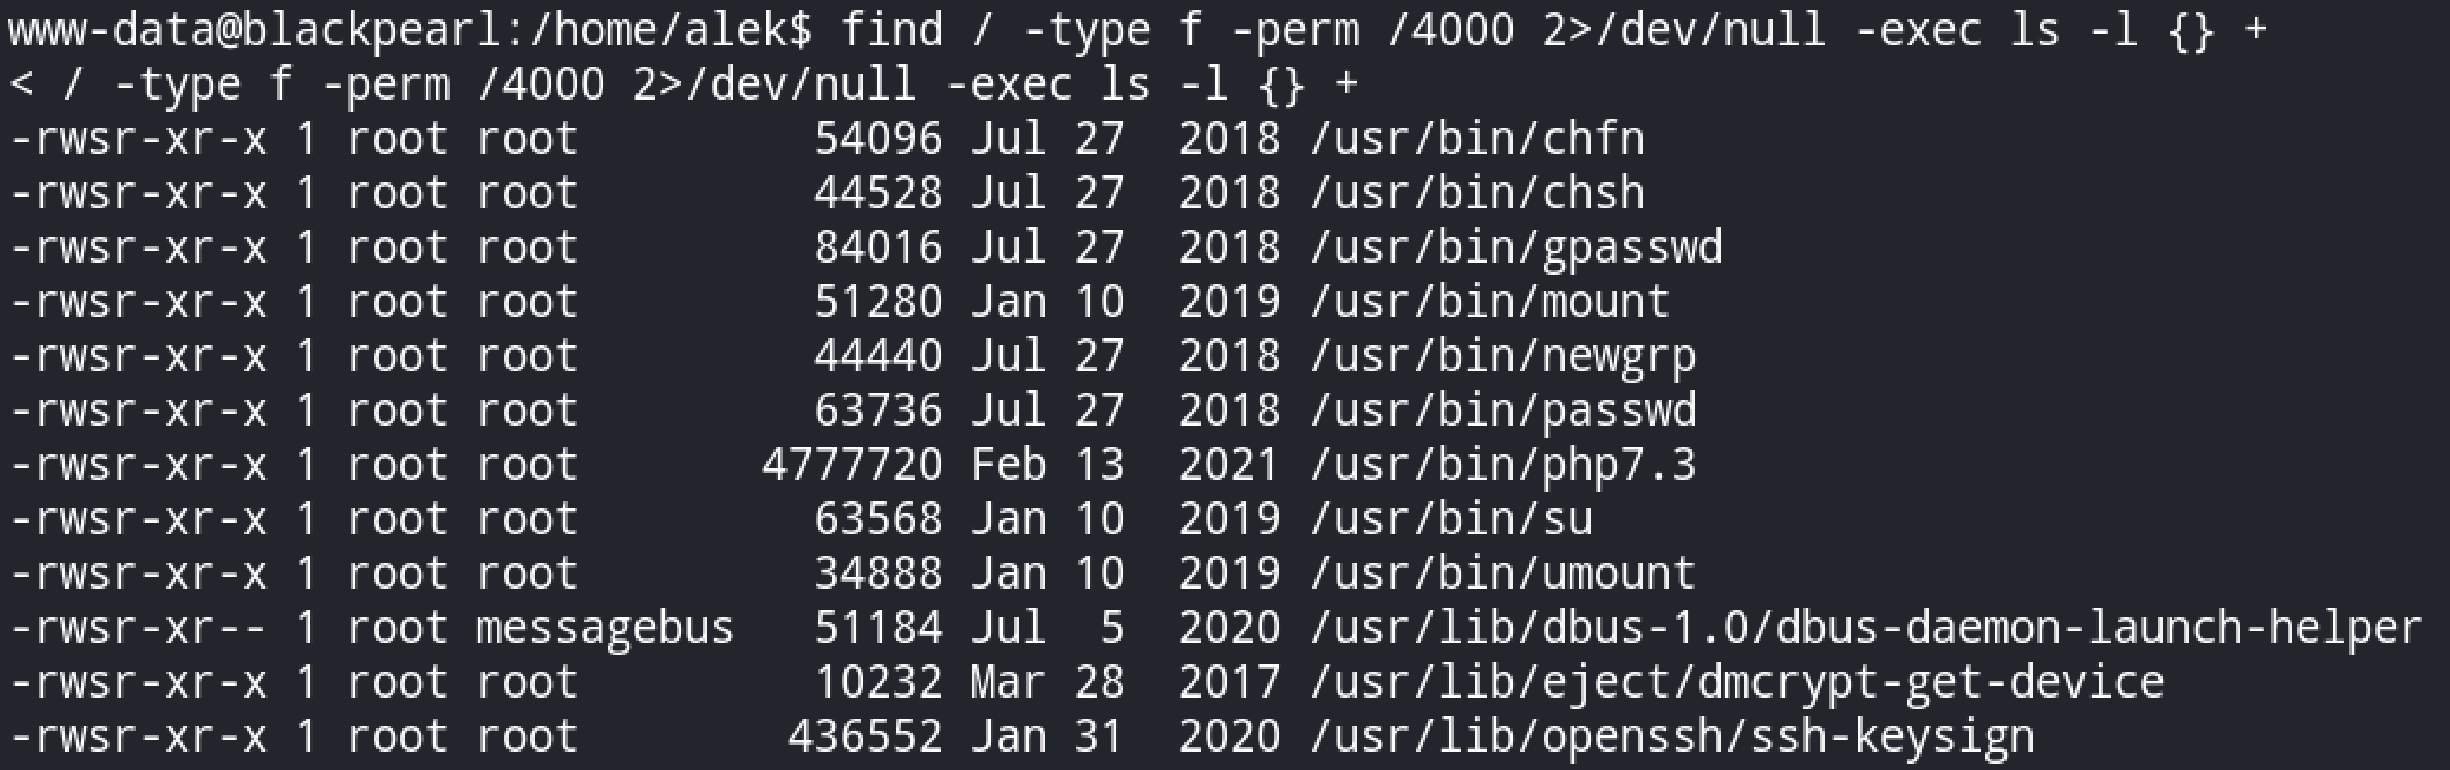 www-data@blackpearl:/home/alek$ find / -type f -perm /4000 2>/dev/null -exec ls -l {} +
< / -type f -perm /4000 2>/dev/null -exec ls -l {} +
-rwsr-xr-x 1 root root         54096 Jul 27  2018 /usr/bin/chfn
-rwsr-xr-x 1 root root         44528 Jul 27  2018 /usr/bin/chsh
-rwsr-xr-x 1 root root         84016 Jul 27  2018 /usr/bin/gpasswd
-rwsr-xr-x 1 root root         51280 Jan 10  2019 /usr/bin/mount
-rwsr-xr-x 1 root root         44440 Jul 27  2018 /usr/bin/newgrp
-rwsr-xr-x 1 root root         63736 Jul 27  2018 /usr/bin/passwd
-rwsr-xr-x 1 root root       4777720 Feb 13  2021 /usr/bin/php7.3
-rwsr-xr-x 1 root root         63568 Jan 10  2019 /usr/bin/su
-rwsr-xr-x 1 root root         34888 Jan 10  2019 /usr/bin/umount
-rwsr-xr-- 1 root messagebus   51184 Jul  5  2020 /usr/lib/dbus-1.0/dbus-daemon-launch-helper
-rwsr-xr-x 1 root root         10232 Mar 28  2017 /usr/lib/eject/dmcrypt-get-device
-rwsr-xr-x 1 root root        436552 Jan 31  2020 /usr/lib/openssh/ssh-keysign